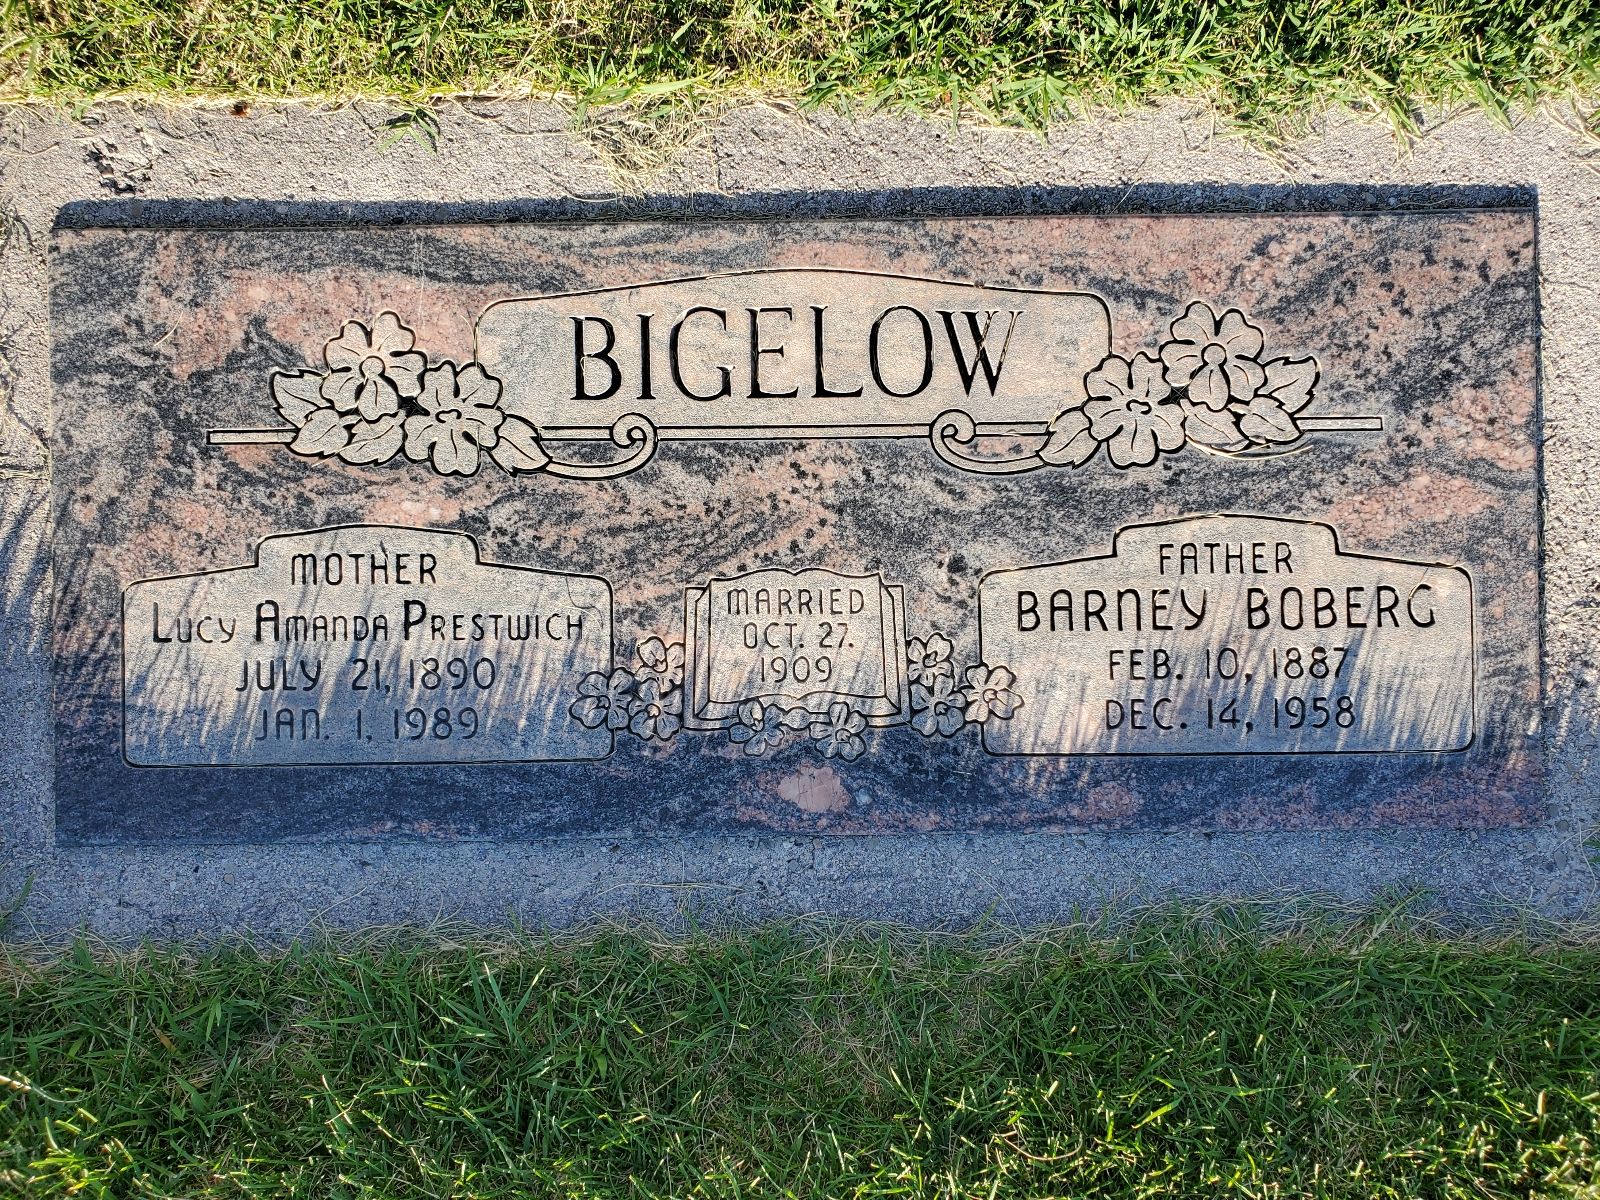 BIGELOW
MOTHER
LUCY AMANDA PRESTWICH
JULY 21, 1890
JAN. 1, 1989
MARRIED
OCT. 27.
1909
FATHER
BARNEY BOBERG
FEB. 10, 1887
DEC. 14, 1958